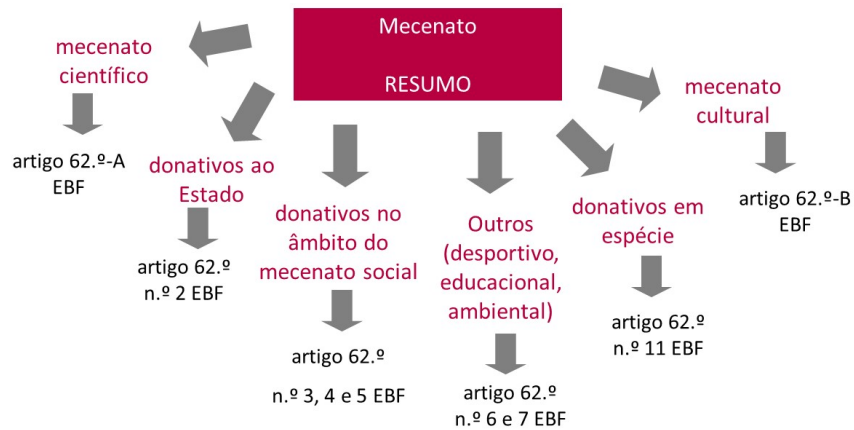 Mecenato
RESUMO
mecenato
científico
artigo 62.º-A
EBF
donativos ao
Estado
artigo 62.º
n.º 2 EBF
donativos no
âmbito do
mecenato social
artigo 62.º
n.º 3, 4 e 5 EBF
Outros
(desportivo,
educacional,
ambiental)
artigo 62.º
n.º 6 e 7 EBF
donativos em
espécie
artigo 62.º
n.º 11 EBF
mecenato
cultural
artigo 62.º-B
EBF